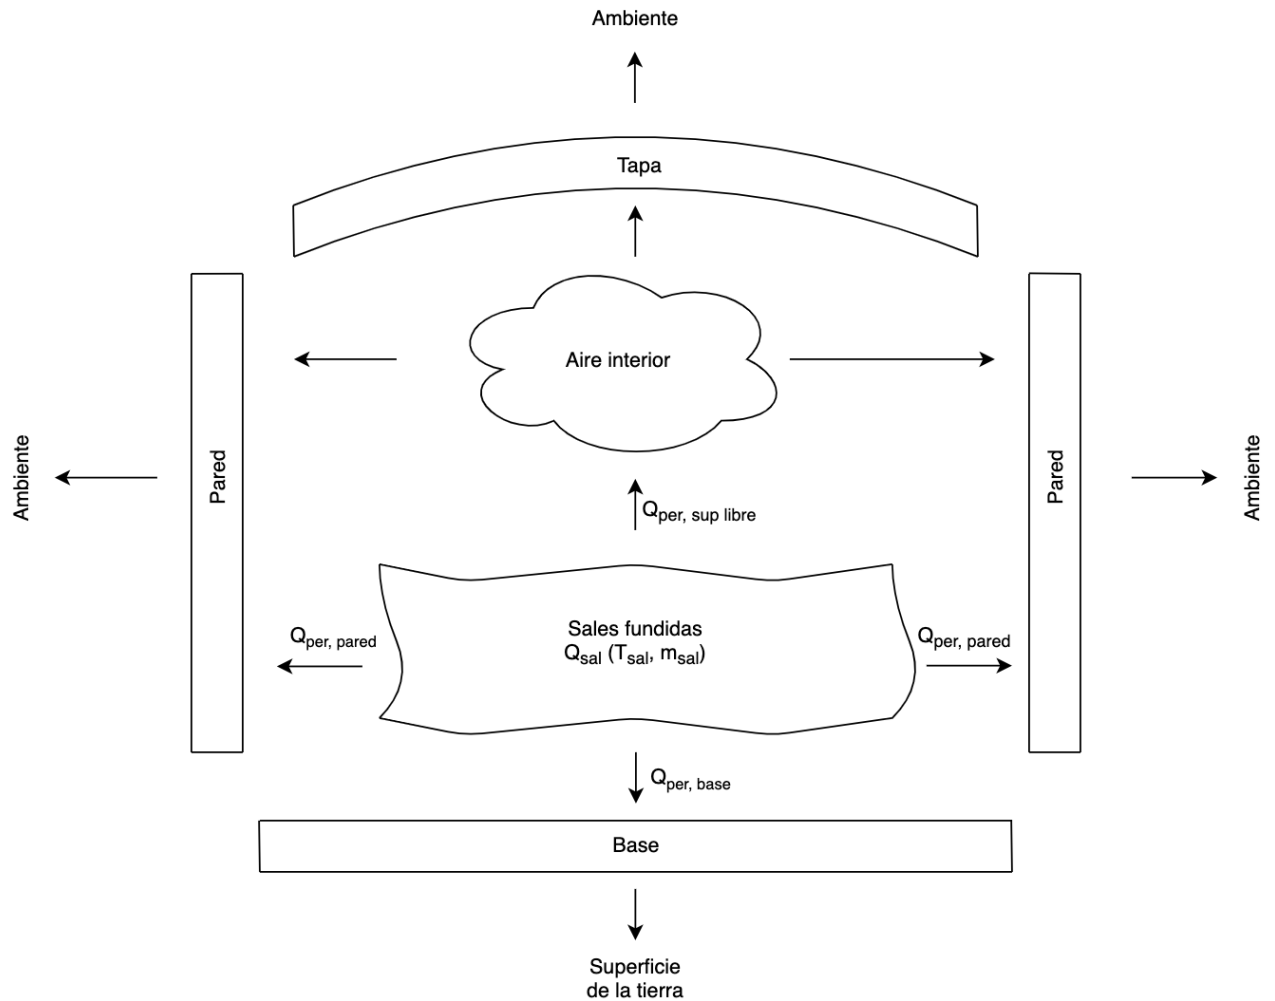 Ambiente
Tapa
Aire interior
Ambiente
Pared
Pared
Ambiente
Qper, sup libre
Sales fundidas
Qsal (Tsal, msal)
Qper, pared
Qper, pared
Qper, base
Base
Superficie
de la tierra